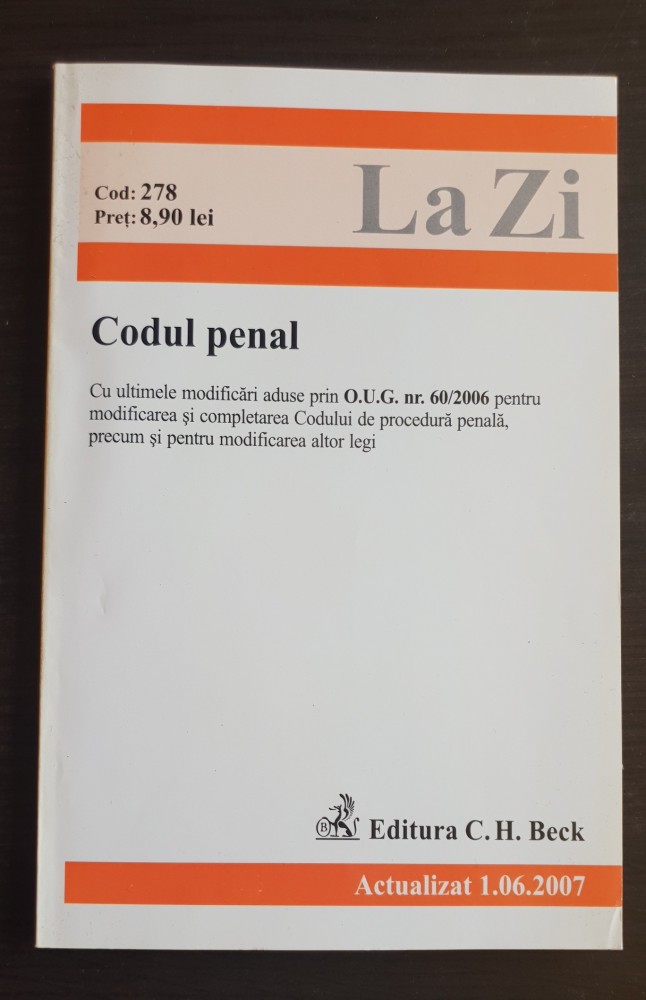 Cod: 278
Preț: 8,90 lei
La Zi
Codul penal
Cu ultimele modificări aduse prin O.U.G. nr. 60/2006 pentru
modificarea și completarea Codului de procedură penală,
precum și pentru modificarea altor legi
B
Editura C. H. Beck
Actualizat 1.06.2007